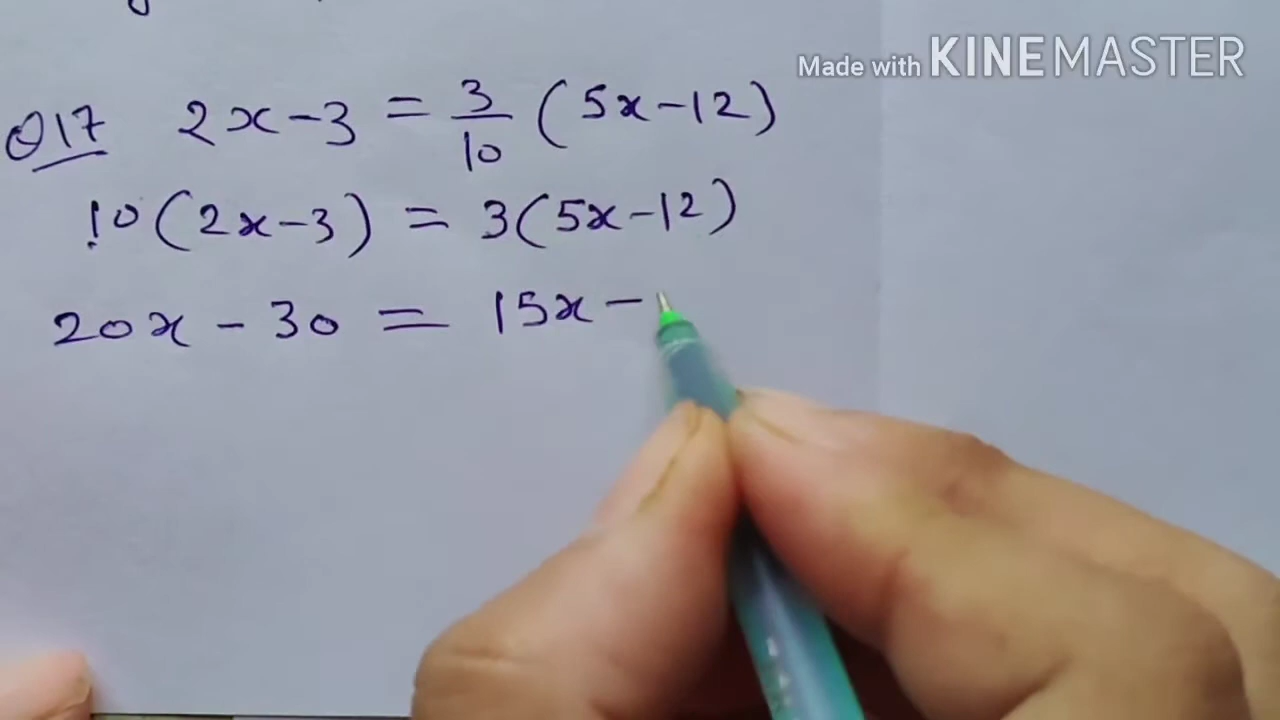 Made with KINEMASTER
Q17 2x-3 = 3/10 (5x-12)
10(2x-3) = 3(5x-12)
20x - 30 = 15x -